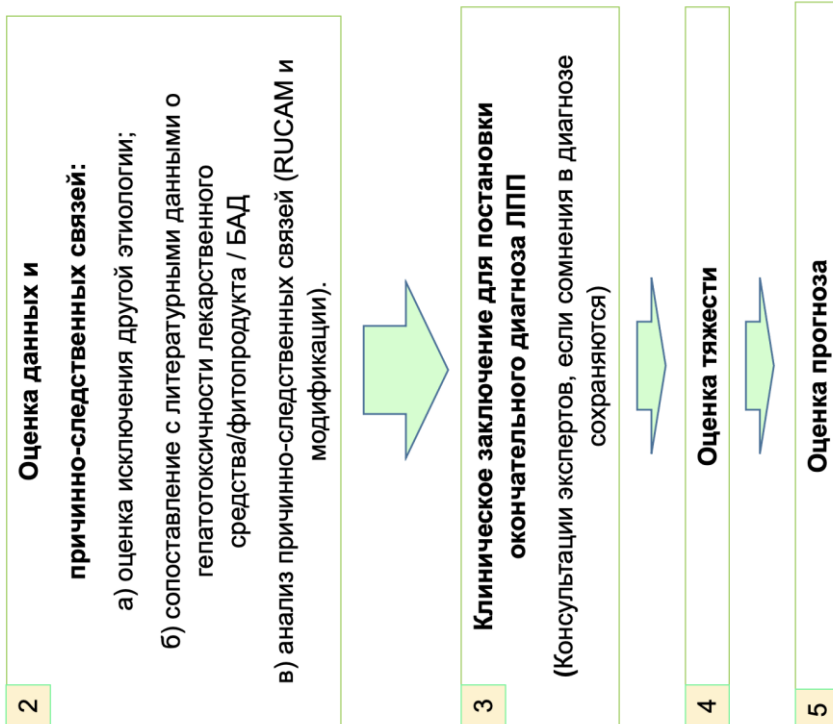 2
Оценка данных и
причинно-следственных связей:
а) оценка исключения другой этиологии;
б) сопоставление с литературными данными о
гепатотоксичности лекарственного
средства/фитопродукта / БАД
в) анализ причинно-следственных связей (RUCAM и
модификации).
3
Клиническое заключение для постановки
окончательного диагноза ЛПП
(Консультации экспертов, если сомнения в диагнозе
сохраняются)
4
Оценка тяжести
5
Оценка прогноза